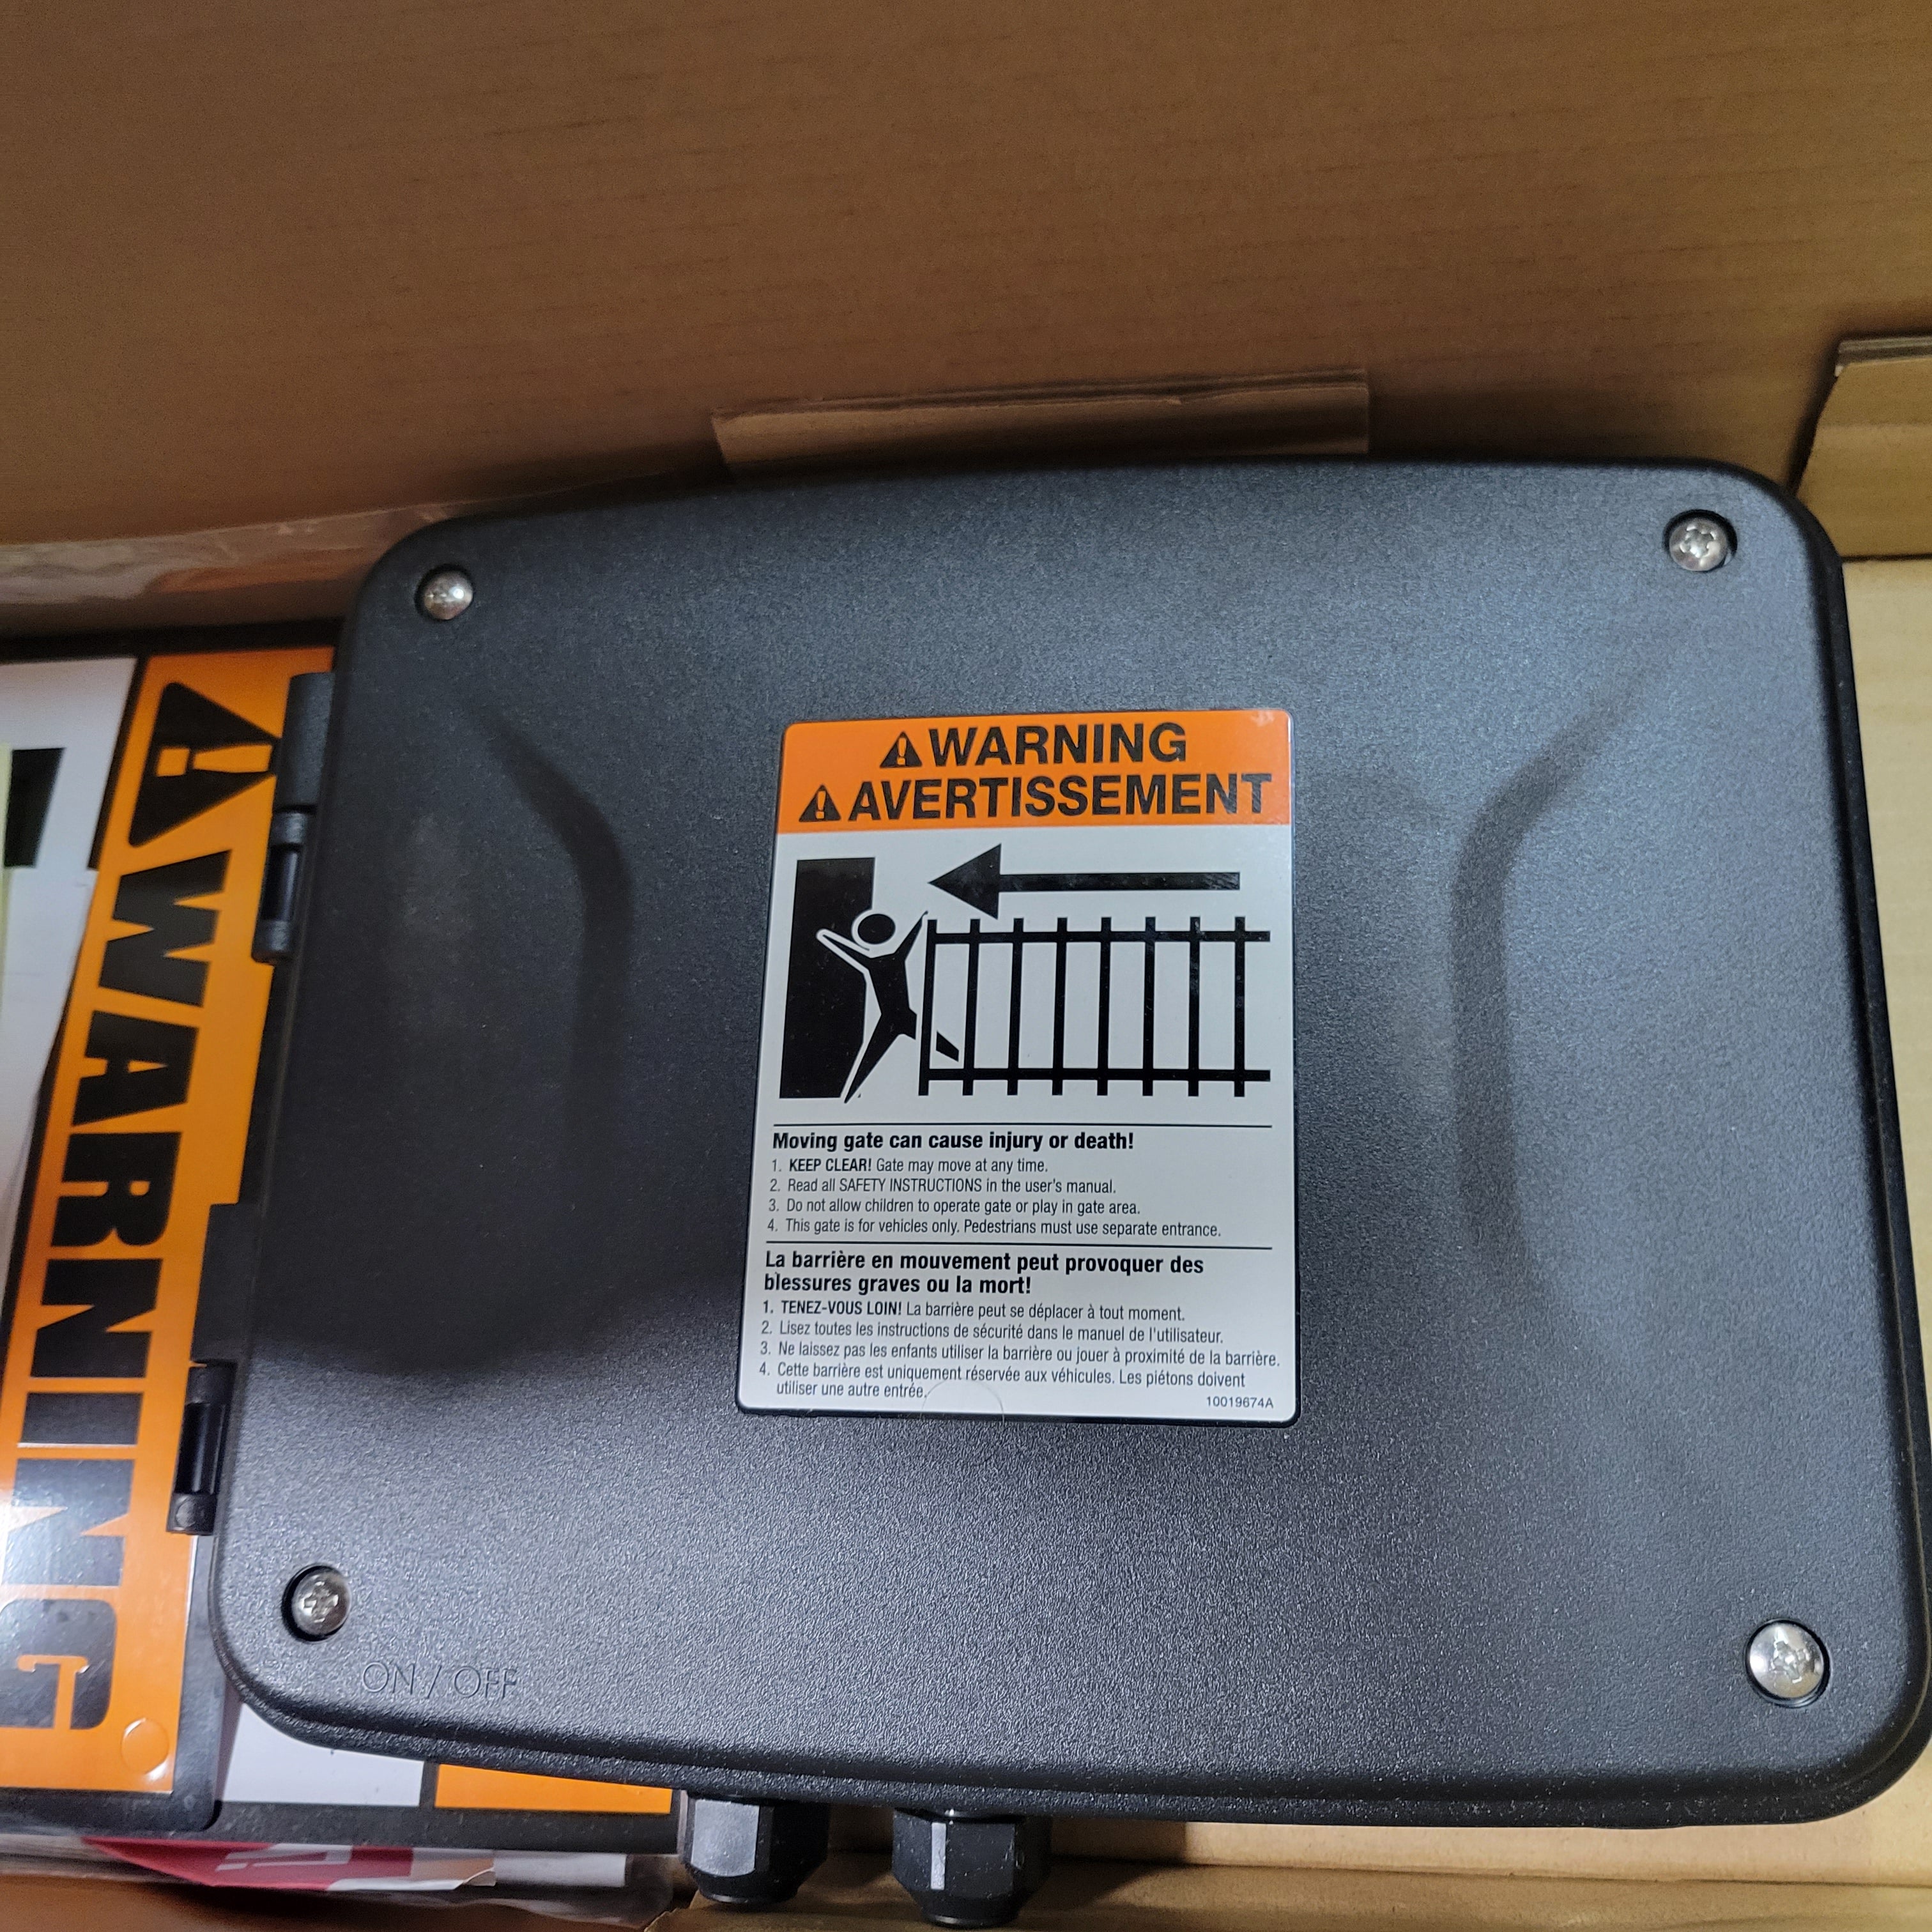 WARNING
AVERTISSEMENT
Moving gate can cause injury or death!
1. KEEP CLEAR! Gate may move at any time.
2. Read all SAFETY INSTRUCTIONS in the user's manual.
3. Do not allow children to operate gate or play in gate area.
4. This gate is for vehicles only. Pedestrians must use separate entrance.
La barrière en mouvement peut provoquer des
blessures graves ou la mort!
1. TENEZ-VOUS LOIN! La barrière peut se déplacer à tout moment.
2. Lisez toutes les instructions de sécurité dans le manuel de l'utilisateur.
3. Ne laissez pas les enfants utiliser la barrière ou jouer à proximité de la barrière.
4. Cette barrière est uniquement réservée aux véhicules. Les piétons doivent
utiliser une autre entrée.
10019674A
WARNING
ON / OFF